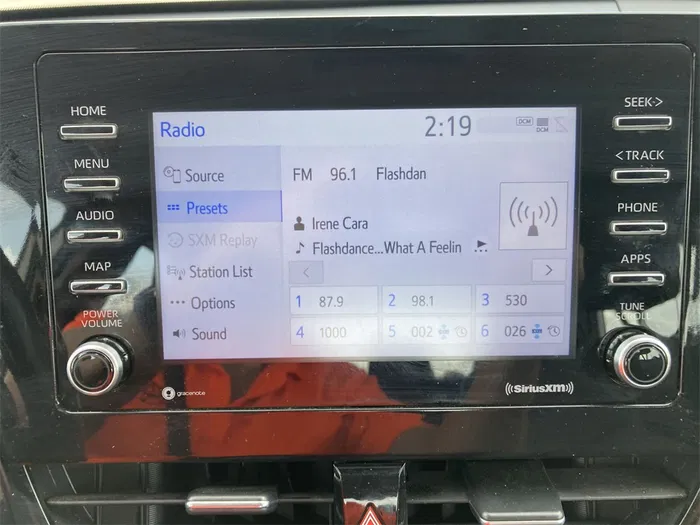 HOME
MENU
AUDIO
MAP
POWER
VOLUME
Radio
2:19
DCM
DCM
Source
Presets
SXM Replay
Station List
Options
Sound
FM 96.1 Flashdan
Irene Cara
Flashdance...What A Feelin
< >
1 87.9 2 98.1 3 530
4 1000 5 002 6 026
SEEK>
<TRACK
PHONE
APPS
TUNE
SCROLL
gracenote
((SiriusXM))